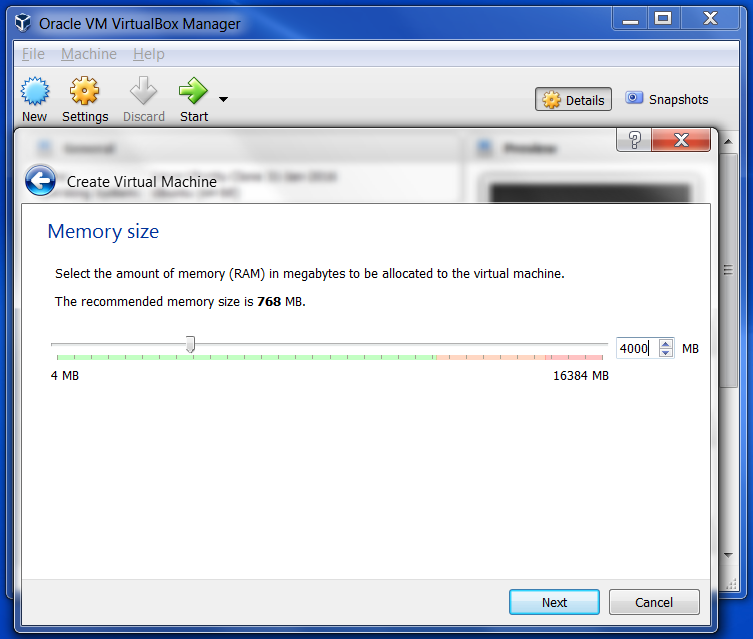 Oracle VM VirtualBox Manager
File Machine Help
New Settings Discard Start Details Snapshots
General Preview
Create Virtual Machine
Memory size
Select the amount of memory (RAM) in megabytes to be allocated to the virtual machine.
The recommended memory size is 768 MB.
4000 MB
4 MB 16384 MB
Next Cancel